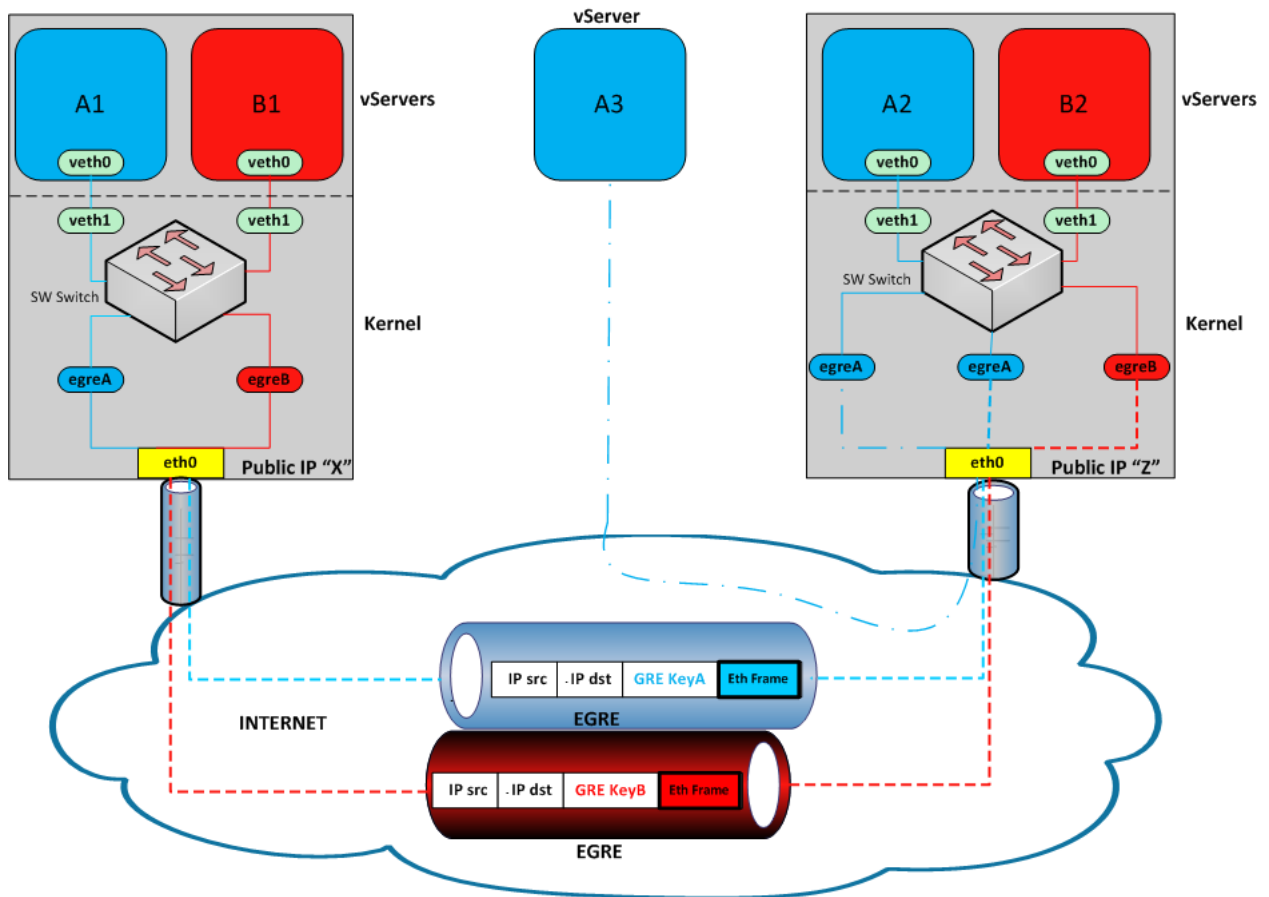 vServer
A1
B1
vServers
A3
A2
B2
vServers
veth0
veth0
veth0
veth0
veth1
veth1
veth1
veth1
SW Switch
Kernel
SW Switch
Kernel
egreA
egreB
egreA
egreA
egreB
eth0
Public IP “X”
eth0
Public IP “Z”
IP src
. IP dst
GRE KeyA
Eth Frame
EGRE
INTERNET
IP src
. IP dst
GRE KeyB
Eth Frame
EGRE